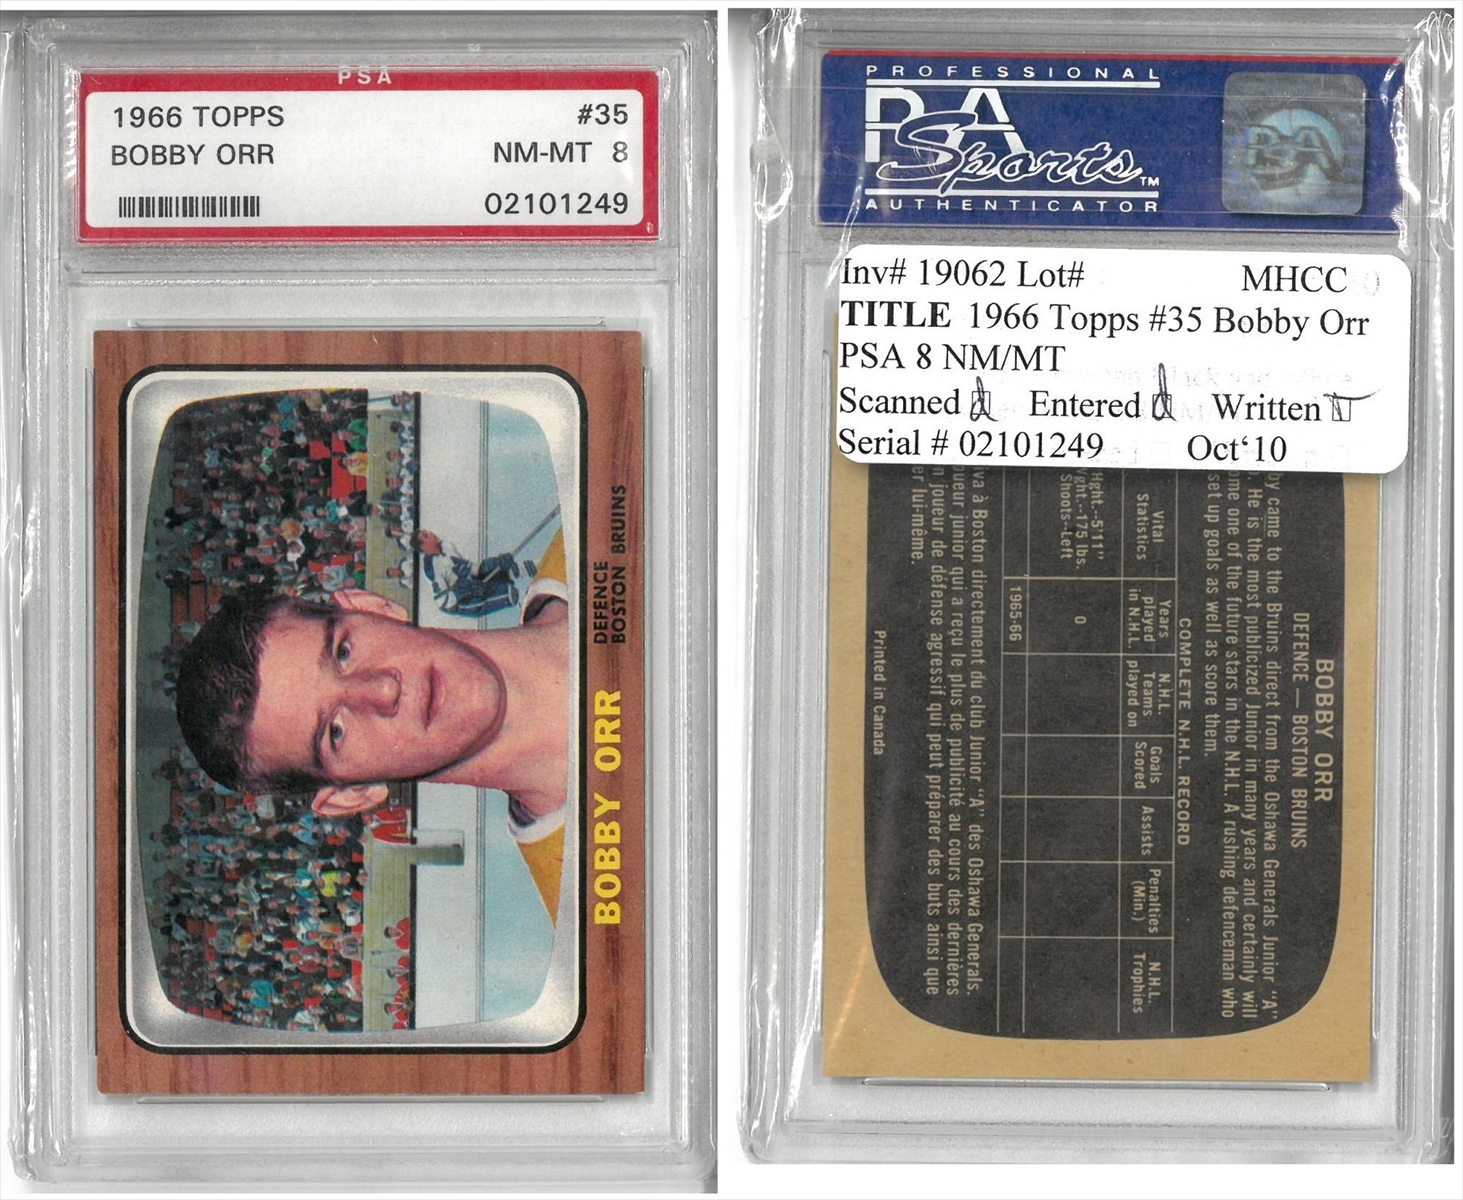 PSA
1966 TOPPS #35
BOBBY ORR NM-MT 8
02101249
DEFENCE
BOSTON BRUINS
BOBBY ORR
PROFESSIONAL
PSA
Sports™
AUTHENTICATOR
PSA
Inv# 19062 Lot# MHCC
TITLE 1966 Topps #35 Bobby Orr
PSA 8 NM/MT
Scanned Entered Written
Serial # 02101249 Oct‘10
BOBBY ORR
DEFENCE — BOSTON BRUINS
by came to the Bruins direct from the Oshawa Generals Junior "A"
. He is the most publicized Junior in many years and certainly will
ome one of the future stars in the N.H.L. A rushing defenceman who
set up goals as well as score them.
COMPLETE N.H.L. RECORD
Vital Statistics
Years played in N.H.L.
N.H.L. Teams played on
Goals Scored
Assists
Penalties (Min.)
N.H.L. Trophies
Hght.--5'11"
Wght.--175 lbs.
Shoots-Left
0
1965-66
iva à Boston directement du club Junior "A" des Oshawa Generals.
oueur junior qui a reçu le plus de publicité au cours des dernières
n joueur de défense agressif qui peut préparer des buts ainsi que
er lui-même.
Printed in Canada